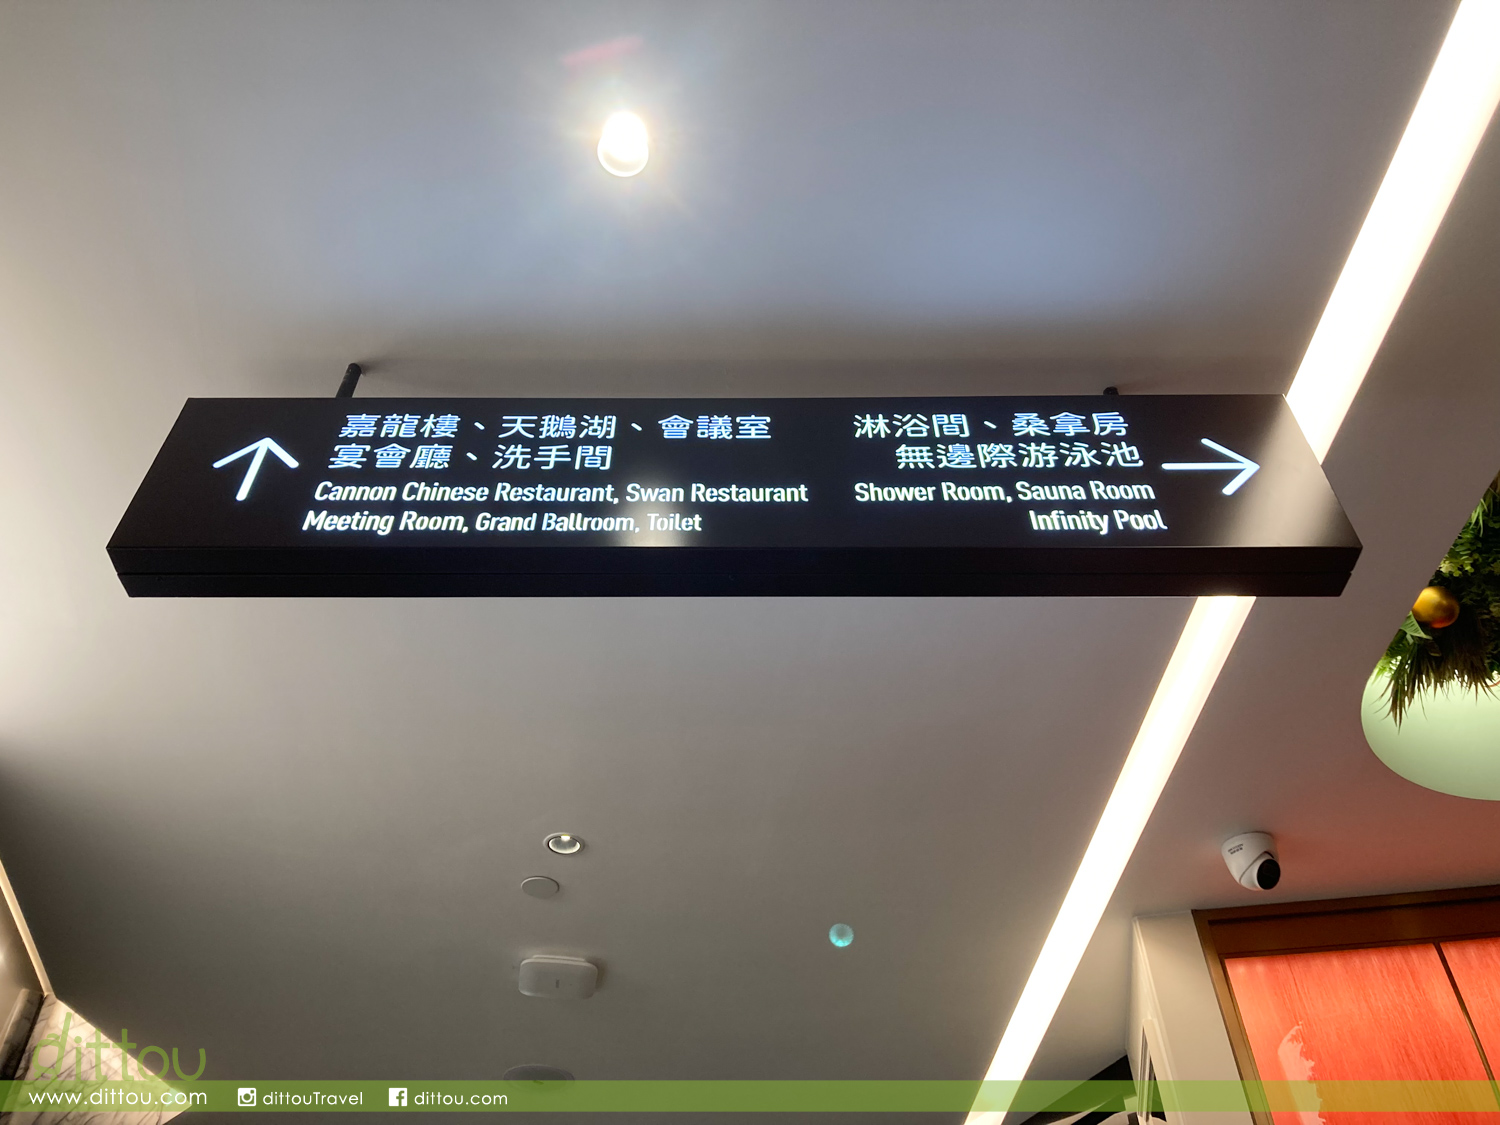 嘉龍樓、天鵝湖、會議室
宴會廳、洗手間
Cannon Chinese Restaurant, Swan Restaurant
Meeting Room, Grand Ballroom, Toilet
淋浴間、桑拿房
無邊際游泳池
Shower Room, Sauna Room
Infinity Pool
dittou
www.dittou.com
dittouTravel
dittou.com